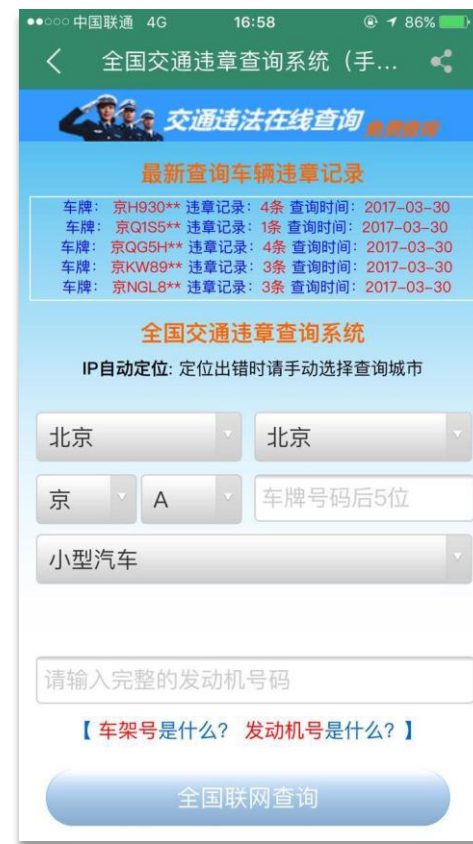 中国联通 4G 16:58 86%
全国交通违章查询系统（手...
交通违法在线查询 免费查询
最新查询车辆违章记录
车牌： 京H930** 违章记录：4条 查询时间：2017-03-30
车牌： 京Q1S5** 违章记录：1条 查询时间：2017-03-30
车牌： 京QG5H** 违章记录：4条 查询时间：2017-03-30
车牌： 京KW89** 违章记录：3条 查询时间：2017-03-30
车牌： 京NGL8** 违章记录：3条 查询时间：2017-03-30
全国交通违章查询系统
IP自动定位: 定位出错时请手动选择查询城市
北京 北京
京 A 车牌号码后5位
小型汽车
请输入完整的发动机号码
【 车架号是什么？ 发动机号是什么？】
全国联网查询